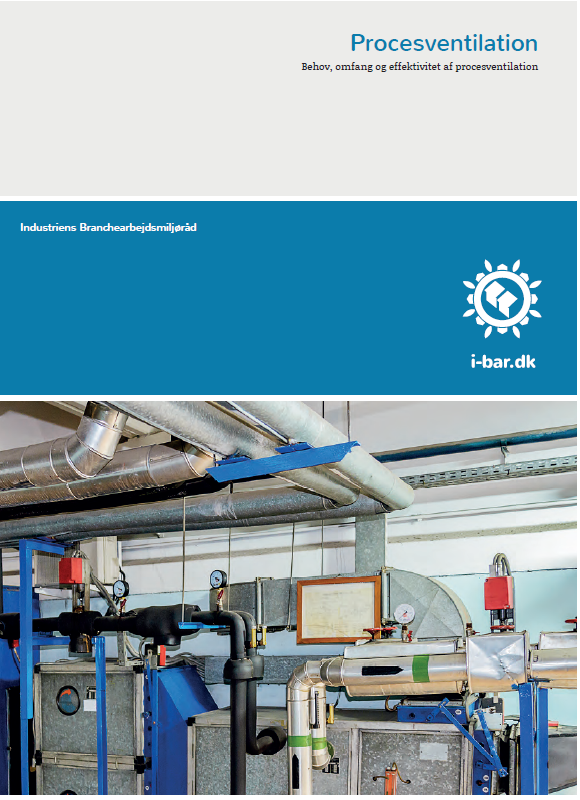 Procesventilation
Behov, omfang og effektivitet af procesventilation
Industriens Branchearbejdsmiljøråd
i-bar.dk